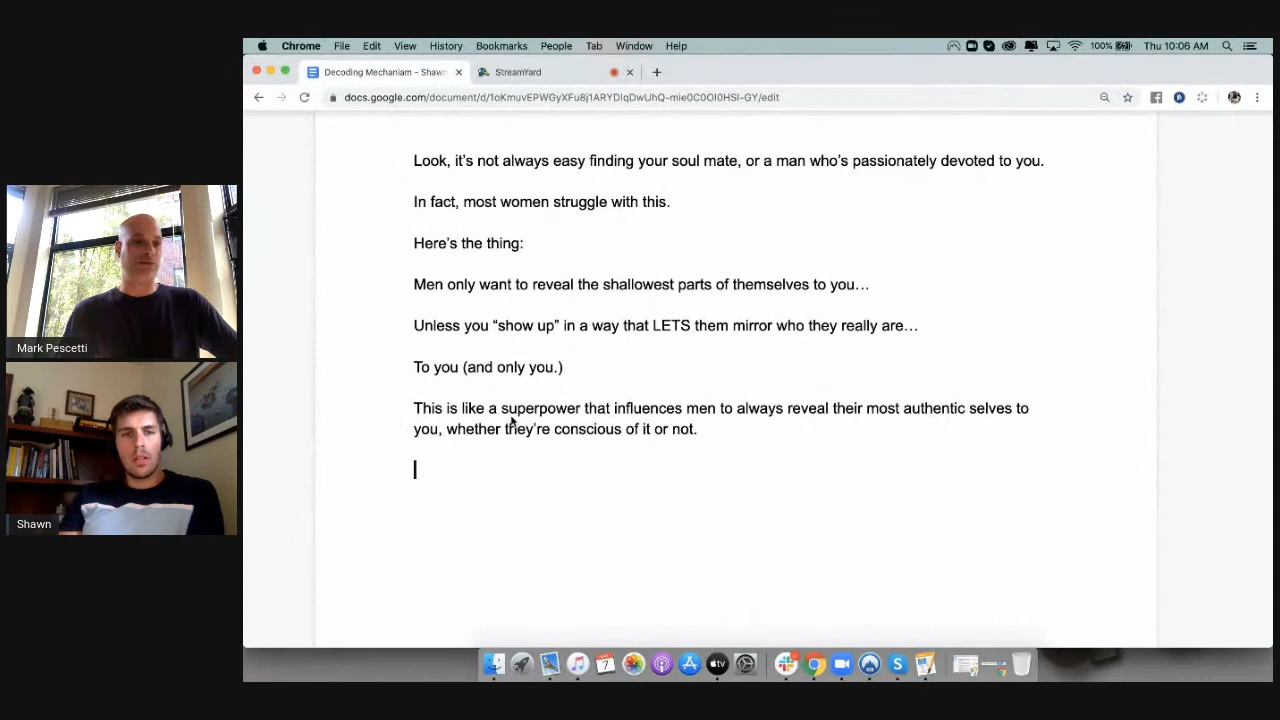 Chrome File Edit View History Bookmarks People Tab Window Help 100% Thu 10:06 AM
Decoding Mechaniam - Shawn StreamYard
docs.google.com/document/d/1oKmuvEPWGyXFu8j1ARYDlqDwUhQ-mie0C0Ol0HSI-GY/edit
Look, it's not always easy finding your soul mate, or a man who's passionately devoted to you.
In fact, most women struggle with this.
Here's the thing:
Men only want to reveal the shallowest parts of themselves to you…
Unless you “show up” in a way that LETS them mirror who they really are…
To you (and only you.)
This is like a superpower that influences men to always reveal their most authentic selves to
you, whether they're conscious of it or not.
Mark Pescetti
Shawn
7
tv